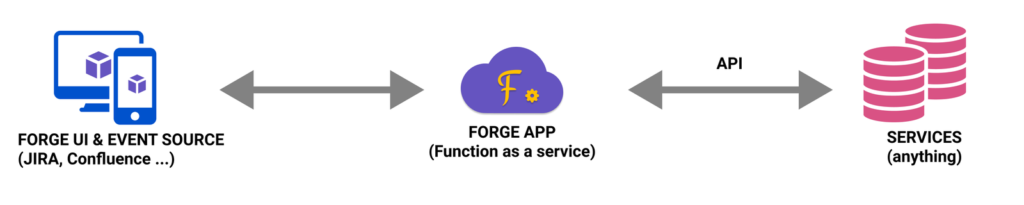 FORGE UI & EVENT SOURCE
(JIRA, Confluence ...)
F
FORGE APP
(Function as a service)
API
SERVICES
(anything)